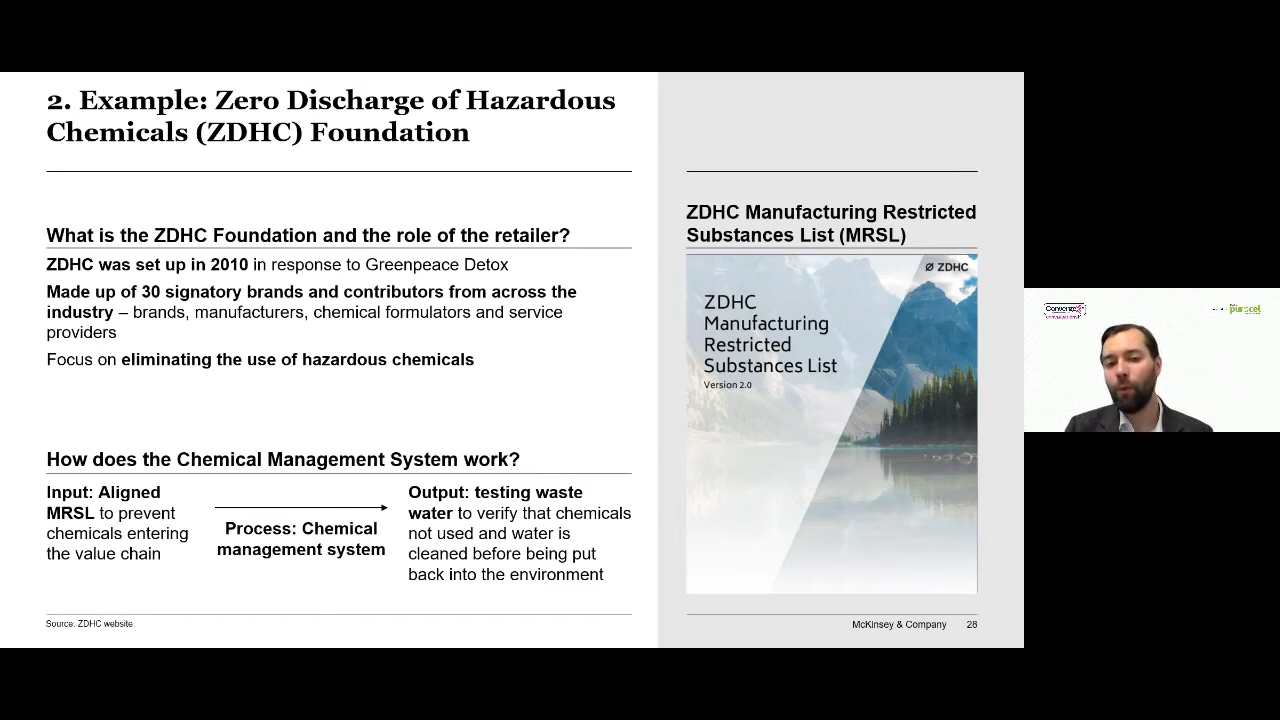 2. Example: Zero Discharge of Hazardous
Chemicals (ZDHC) Foundation
What is the ZDHC Foundation and the role of the retailer?
ZDHC was set up in 2010 in response to Greenpeace Detox
Made up of 30 signatory brands and contributors from across the
industry – brands, manufacturers, chemical formulators and service
providers
Focus on eliminating the use of hazardous chemicals
How does the Chemical Management System work?
Input: Aligned
MRSL to prevent
chemicals entering
the value chain
Process: Chemical
management system
Output: testing waste
water to verify that chemicals
not used and water is
cleaned before being put
back into the environment
Source: ZDHC website
ZDHC Manufacturing Restricted
Substances List (MRSL)
Ø ZDHC
ZDHC
Manufacturing
Restricted
Substances List
Version 2.0
McKinsey & Company 28
purocel